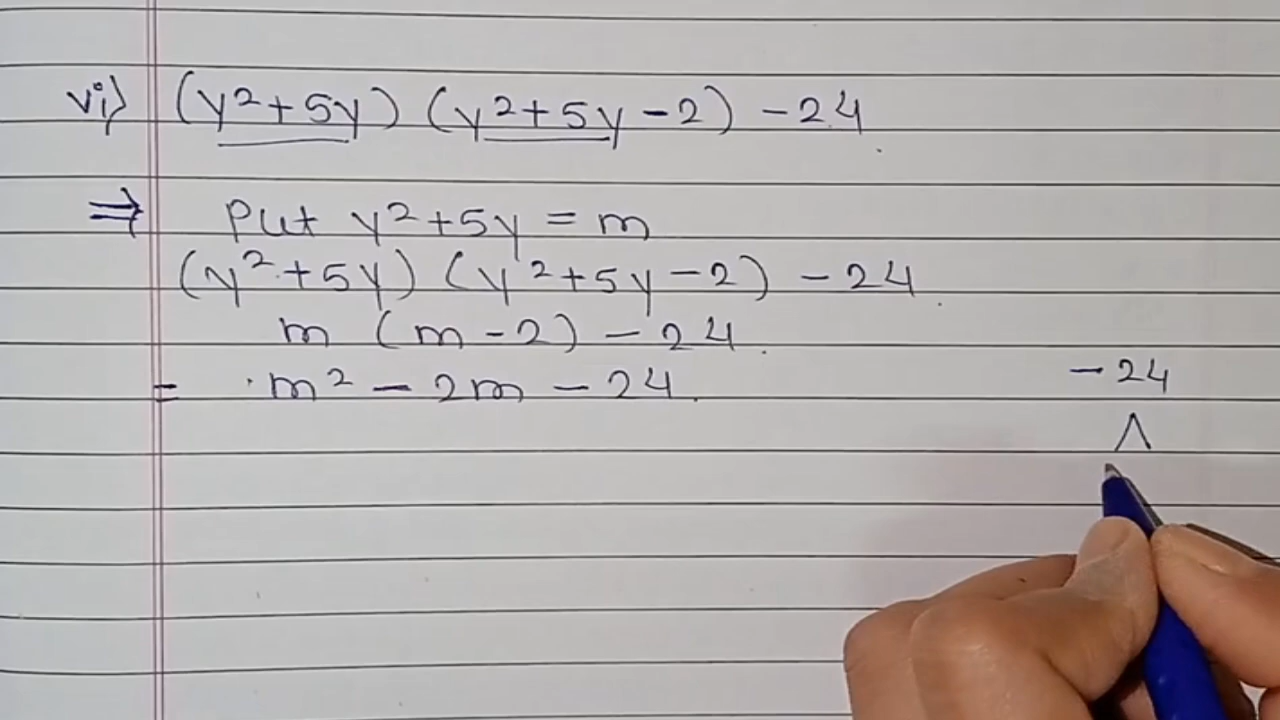 vi) (y²+5y) (y²+5y-2) -24
⇒ Put y²+5y = m
(y²+5y) (y²+5y-2) -24
m (m-2) -24
= m² - 2m - 24
-24